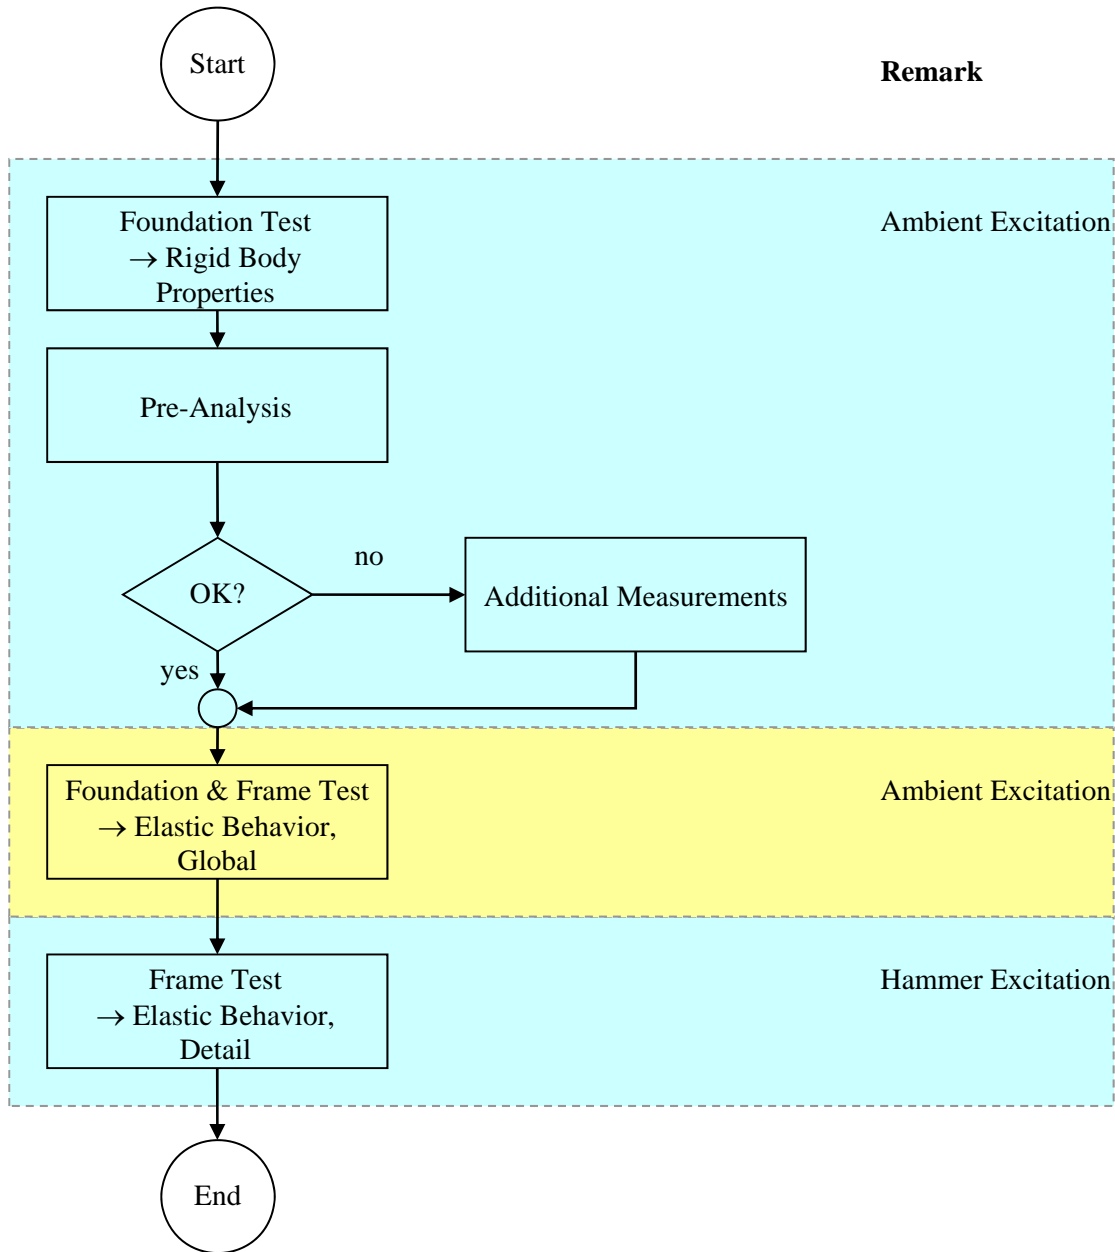 Start
Remark
Foundation Test
→ Rigid Body
Properties
Ambient Excitation
Pre-Analysis
OK?
no
Additional Measurements
yes
Foundation & Frame Test
→ Elastic Behavior,
Global
Ambient Excitation
Frame Test
→ Elastic Behavior,
Detail
Hammer Excitation
End